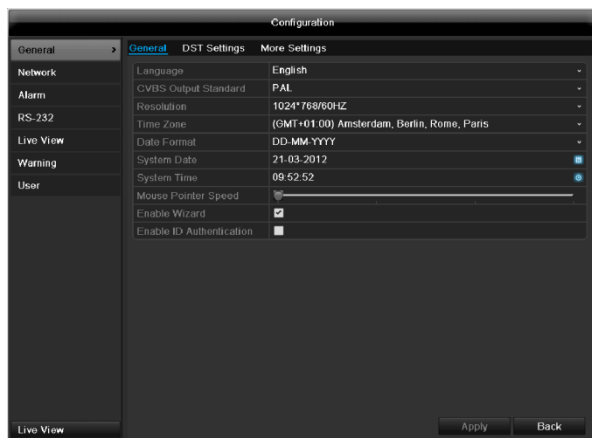 Configuration
General
Network
Alarm
RS-232
Live View
Warning
User
General DST Settings More Settings
Language English
CVBS Output Standard PAL
Resolution 1024*768/60HZ
Time Zone (GMT+01:00) Amsterdam, Berlin, Rome, Paris
Date Format DD-MM-YYYY
System Date 21-03-2012
System Time 09:52:52
Mouse Pointer Speed
Enable Wizard
Enable ID Authentication
Live View
Apply Back